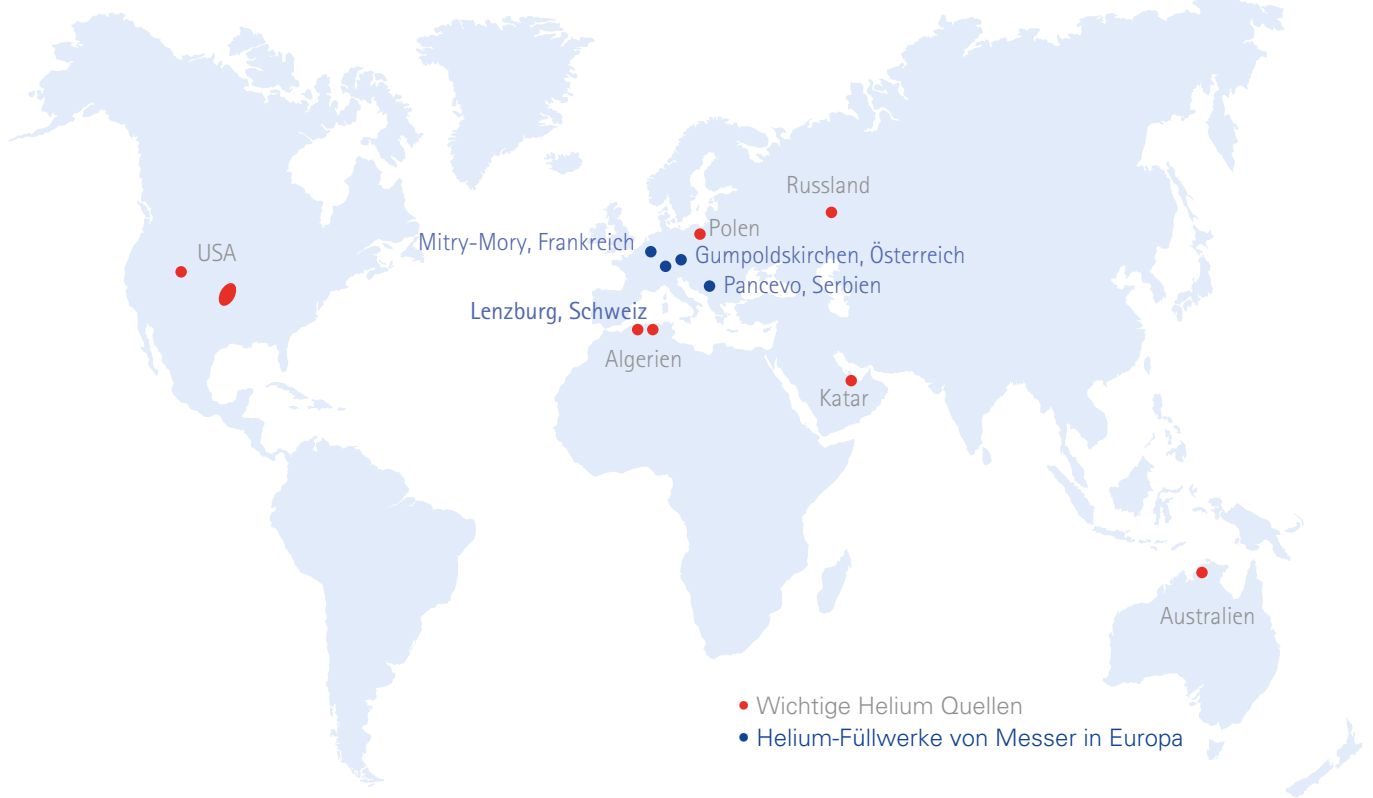 Russland
Polen
Mitry-Mory, Frankreich
USA
Gumpoldskirchen, Österreich
Pancevo, Serbien
Lenzburg, Schweiz
Algerien
Katar
Australien
Wichtige Helium Quellen
Helium-Füllwerke von Messer in Europa